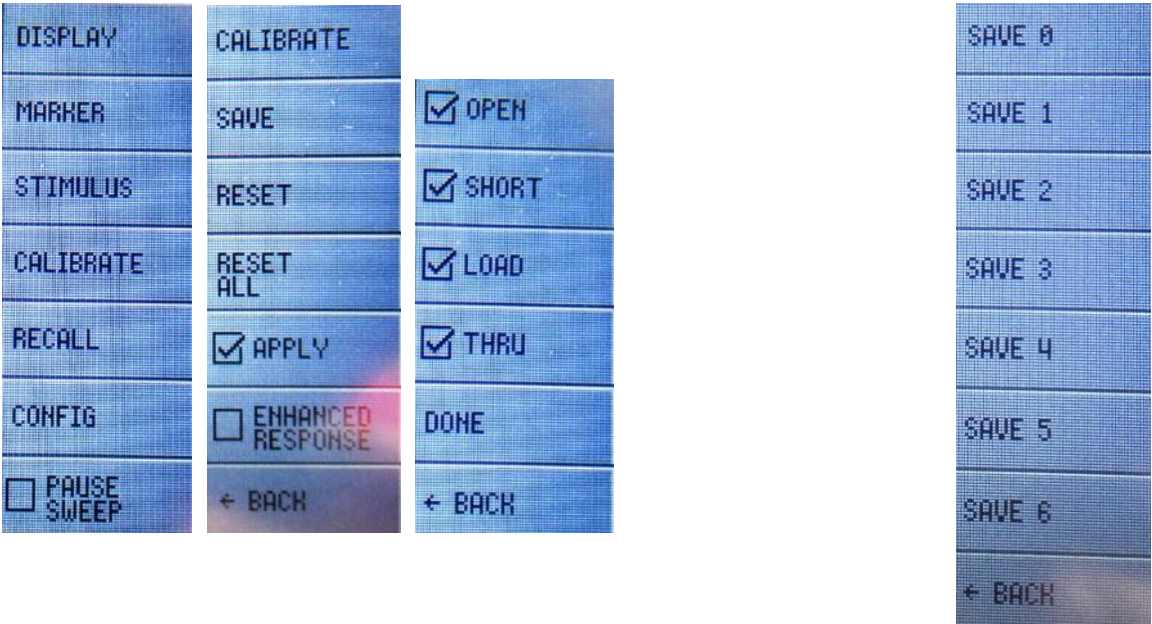 DISPLAY
MARKER
STIMULUS
CALIBRATE
RECALL
CONFIG
PAUSE
SWEEP
CALIBRATE
SAVE
RESET
RESET
ALL
APPLY
ENHANCED
RESPONSE
← BACK
OPEN
SHORT
LOAD
THRU
DONE
← BACK
SAVE 0
SAVE 1
SAVE 2
SAVE 3
SAVE 4
SAVE 5
SAVE 6
← BACK